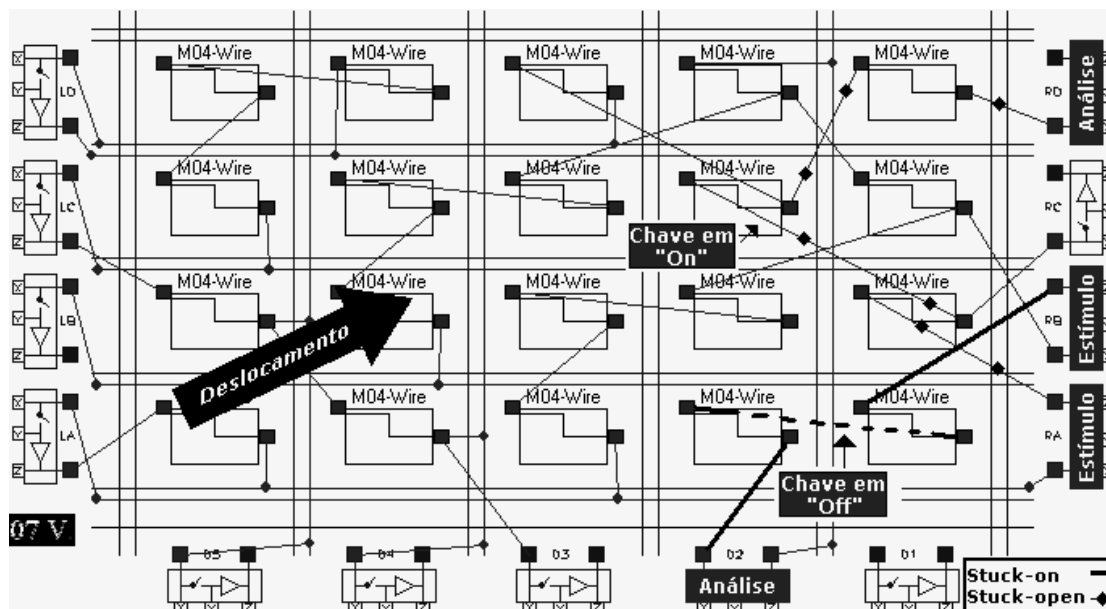 M04-Wire M04-Wire M04-Wire M04-Wire M04-Wire
X
Y
Z
LD
RD
Análise
M04-Wire M04-Wire M04-Wire M04-Wire M04-Wire
X
Y
Z
LC
RC
Chave em
"On"
M04-Wire M04-Wire M04-Wire M04-Wire M04-Wire
X
Y
Z
LB
RB
Estímulo
Deslocamento
M04-Wire M04-Wire M04-Wire M04-Wire M04-Wire
X
Y
Z
LA
RA
Estímulo
Chave em
"Off"
07 V.
05 04 03 02 01
Análise
Stuck-on
Stuck-open